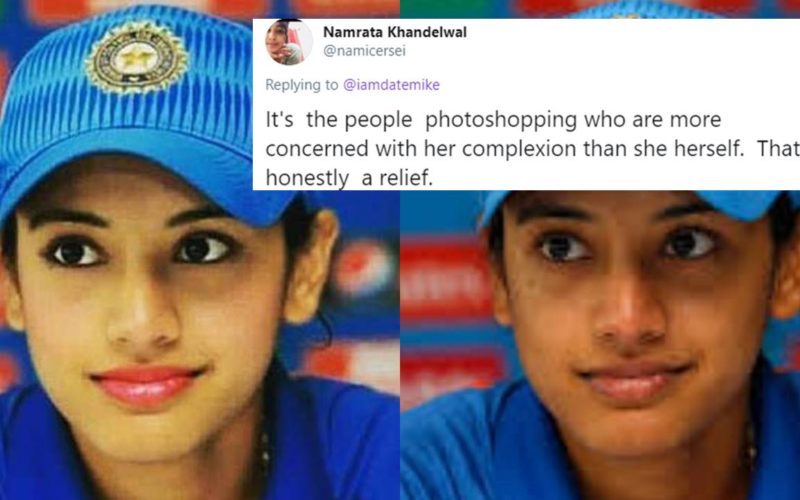 Namrata Khandelwal
@namicersei
Replying to @iamdatemike
It's the people photoshopping who are more
concerned with her complexion than she herself. That
honestly a relief.